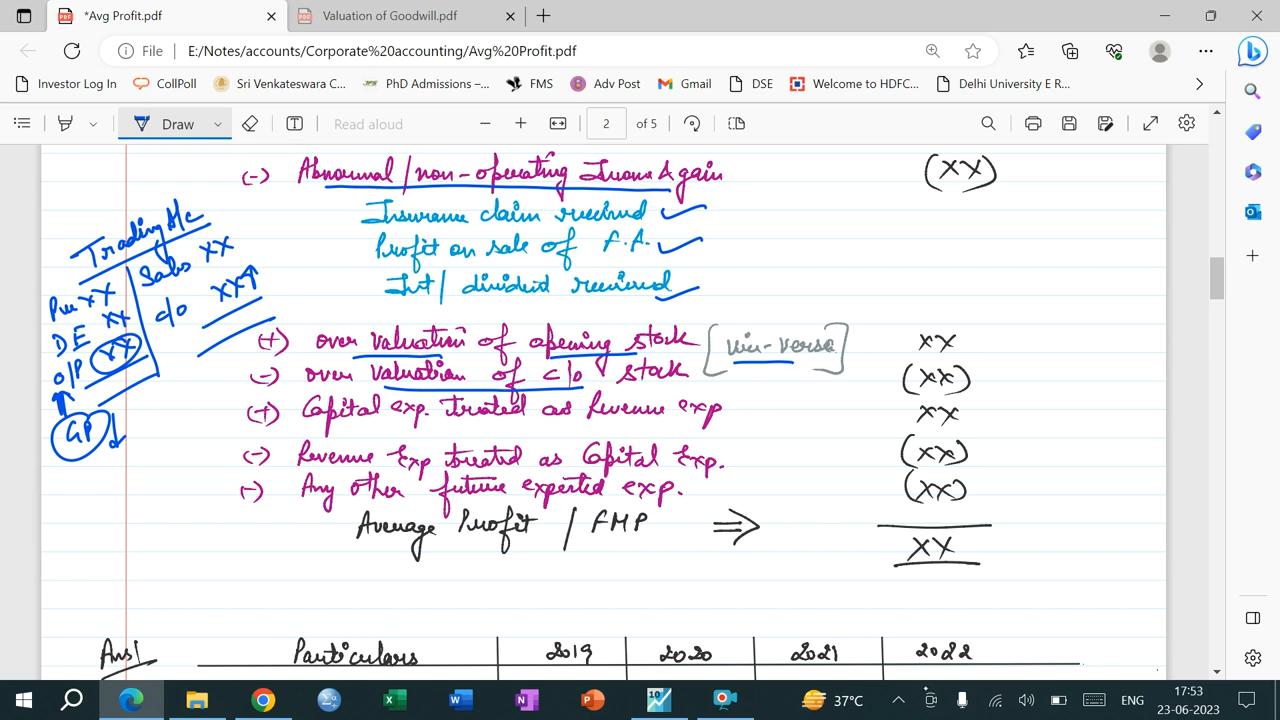 *Avg Profit.pdf
Valuation of Goodwill.pdf
File E:/Notes/accounts/Corporate%20accounting/Avg%20Profit.pdf
Investor Log In CollPoll Sri Venkateswara C... PhD Admissions –... FMS Adv Post Gmail DSE Welcome to HDFC... Delhi University E R...
Draw Read aloud 2 of 5
(-) Abnormal / non-operating Income & gain (XX)
Insurance claim received
Profit on sale of F.A.
Int / dividend received
(+) over valuation of opening stock [vice-versa] XX
(-) over valuation of c/o stock (XX)
(+) Capital exp. treated as Revenue exp XX
(-) Revenue Exp treated as Capital Exp. (XX)
(-) Any other future expected exp. (XX)
Average Profit / FMP ⇒ XX
Trading A/c
Pur XX Sales XX
DE XX c/o XX↑
O/P XX
↑
GP ↓
Ans1 Particulars 2019 2020 2021 2022
10
37°C ENG 17:53
23-06-2023